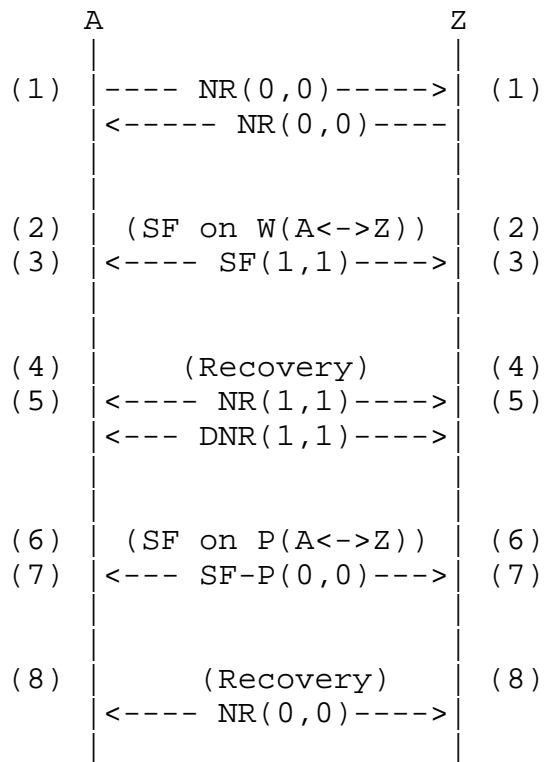 A Z
(1) |---- NR(0,0)----->| (1)
|<----- NR(0,0)----|
(2) | (SF on W(A<->Z)) | (2)
(3) |<---- SF(1,1)---->| (3)
(4) | (Recovery) | (4)
(5) |<---- NR(1,1)---->| (5)
|<--- DNR(1,1)---->|
(6) | (SF on P(A<->Z)) | (6)
(7) |<--- SF-P(0,0)--->| (7)
(8) | (Recovery) | (8)
|<---- NR(0,0)---->|